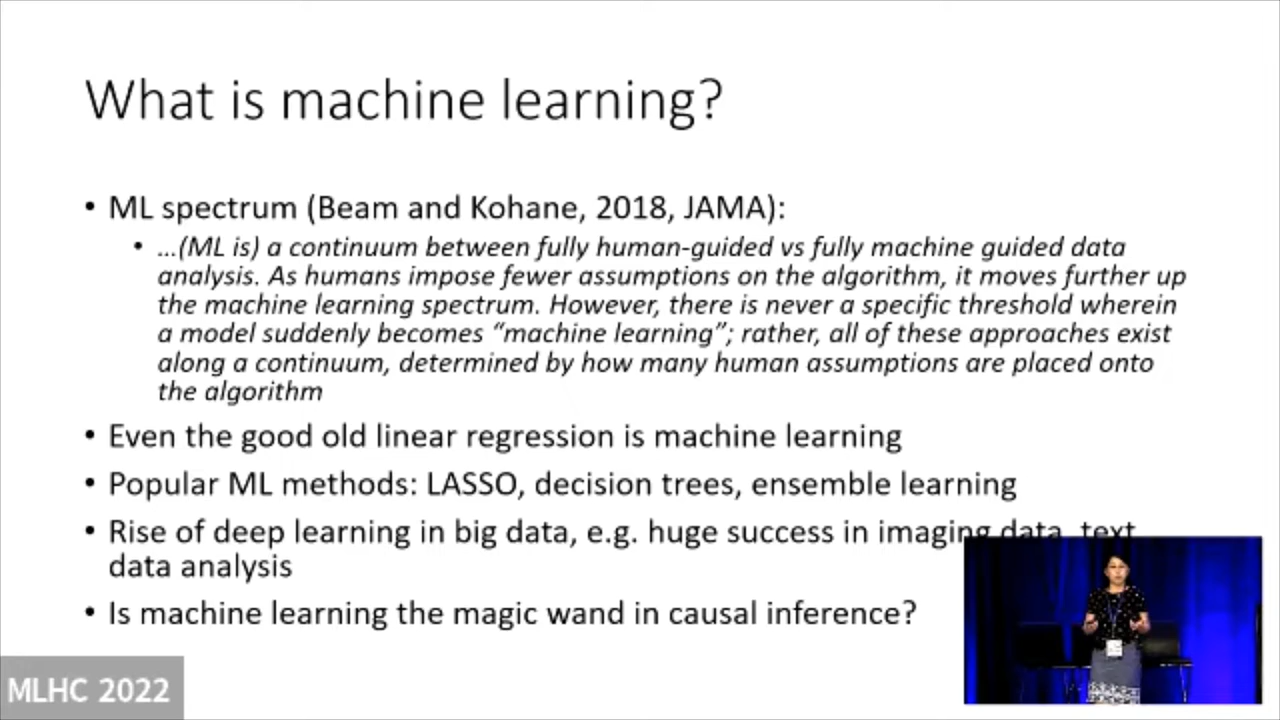 What is machine learning?
• ML spectrum (Beam and Kohane, 2018, JAMA):
• …(ML is) a continuum between fully human-guided vs fully machine guided data
analysis. As humans impose fewer assumptions on the algorithm, it moves further up
the machine learning spectrum. However, there is never a specific threshold wherein
a model suddenly becomes “machine learning”; rather, all of these approaches exist
along a continuum, determined by how many human assumptions are placed onto
the algorithm
• Even the good old linear regression is machine learning
• Popular ML methods: LASSO, decision trees, ensemble learning
• Rise of deep learning in big data, e.g. huge success in imaging data, text
data analysis
• Is machine learning the magic wand in causal inference?
MLHC 2022